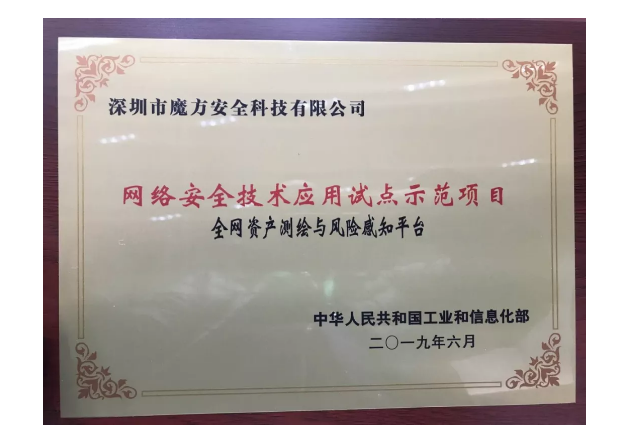 深圳市魔方安全科技有限公司
网络安全技术应用试点示范项目
全网资产测绘与风险感知平台
中华人民共和国工业和信息化部
二〇一九年六月